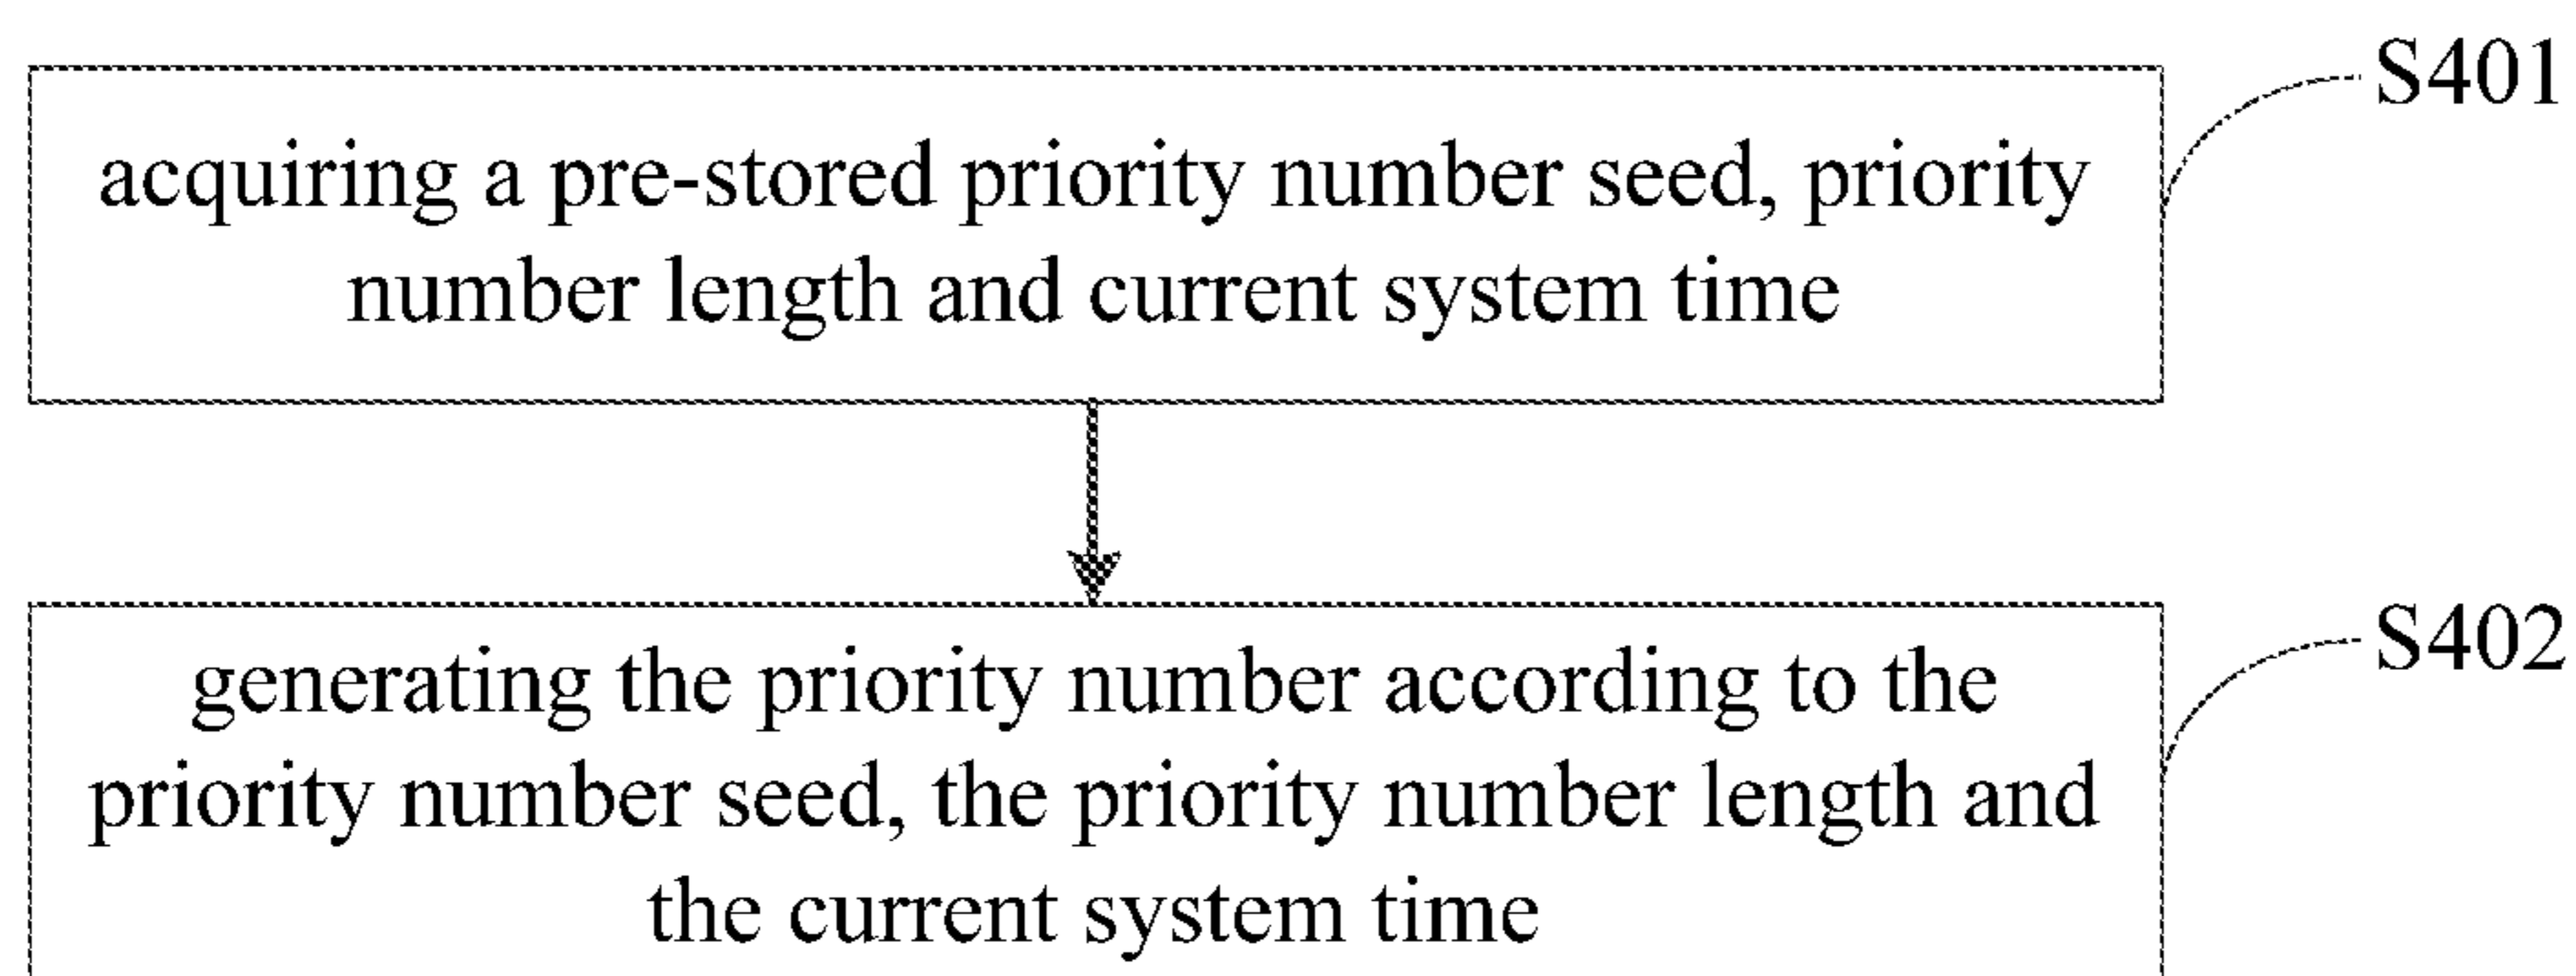 S401
acquiring a pre-stored priority number seed, priority
number length and current system time
S402
generating the priority number according to the
priority number seed, the priority number length and
the current system time